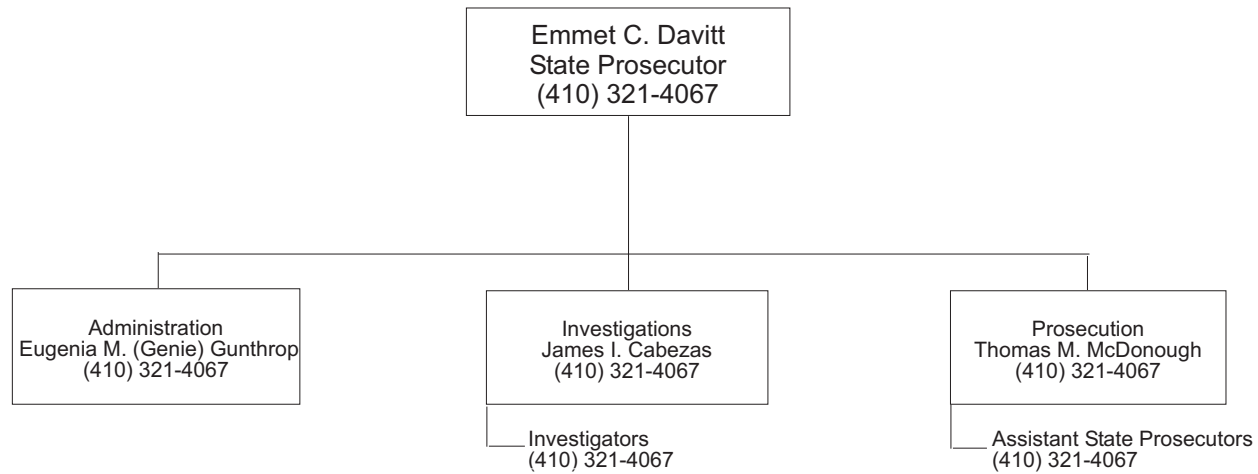 Emmet C. Davitt
State Prosecutor
(410) 321-4067
Administration
Eugenia M. (Genie) Gunthrop
(410) 321-4067
Investigations
James I. Cabezas
(410) 321-4067
Prosecution
Thomas M. McDonough
(410) 321-4067
Investigators
(410) 321-4067
Assistant State Prosecutors
(410) 321-4067